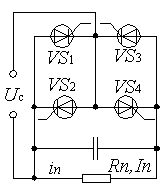 VS1
VS3
Uc
VS2
VS4
in
Rn, In